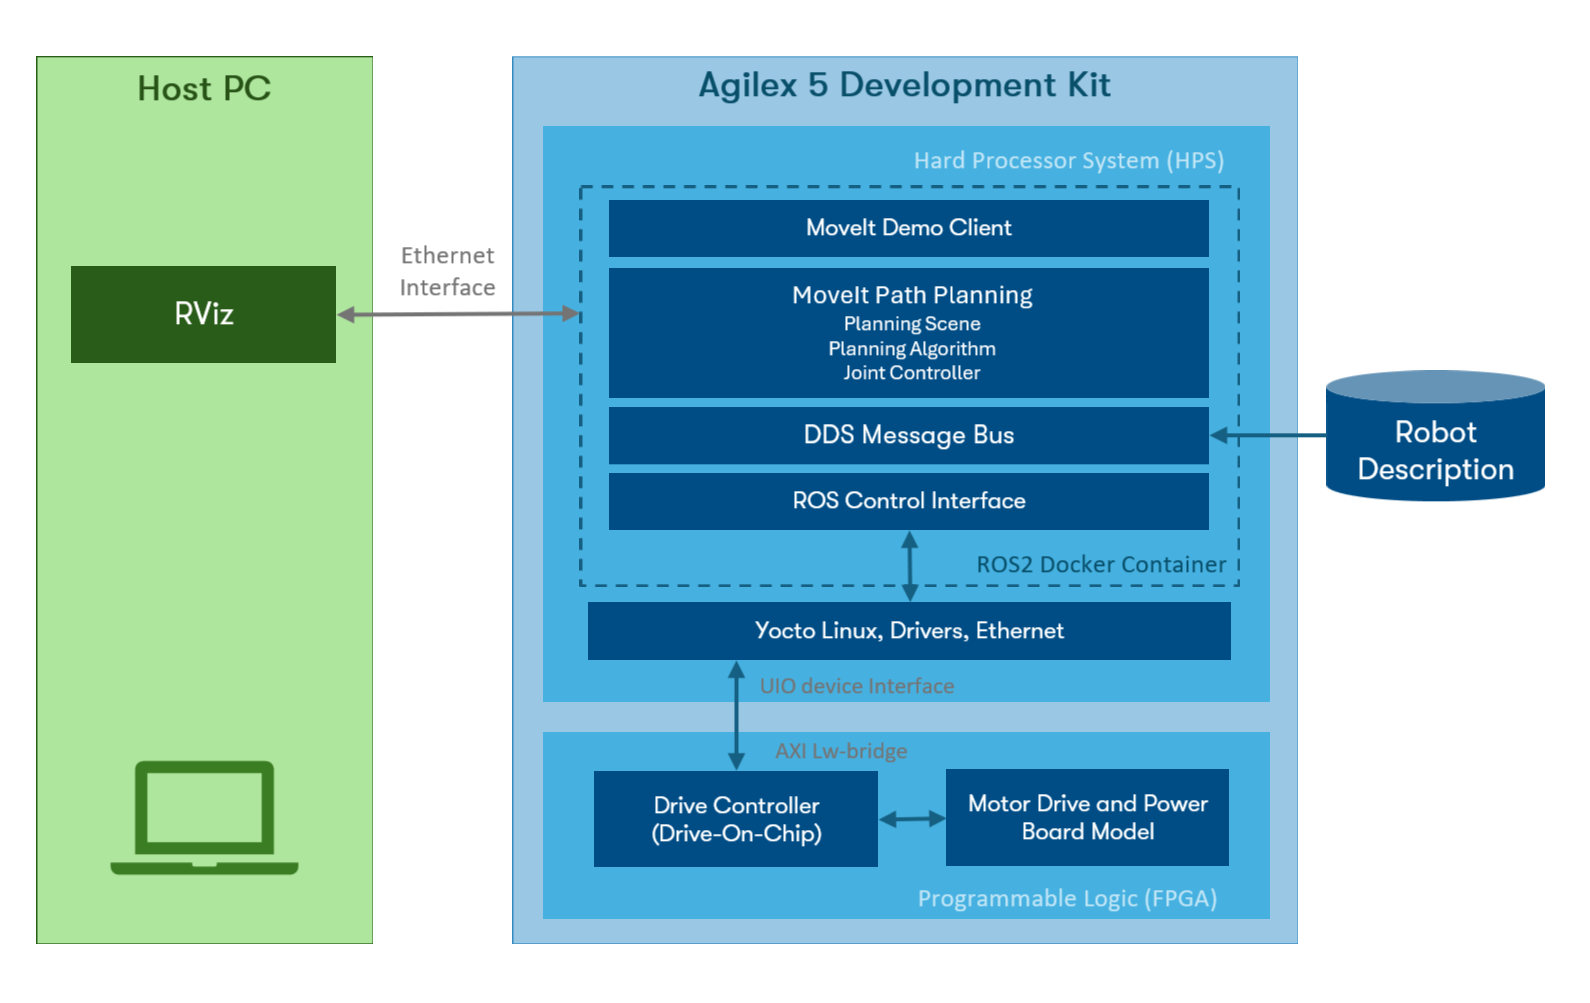 Host PC
RViz
Ethernet
Interface
Agilex 5 Development Kit
Hard Processor System (HPS)
MoveIt Demo Client
MoveIt Path Planning
Planning Scene
Planning Algorithm
Joint Controller
DDS Message Bus
ROS Control Interface
ROS2 Docker Container
Yocto Linux, Drivers, Ethernet
UIO device Interface
AXI Lw-bridge
Drive Controller
(Drive-On-Chip)
Motor Drive and Power
Board Model
Programmable Logic (FPGA)
Robot
Description